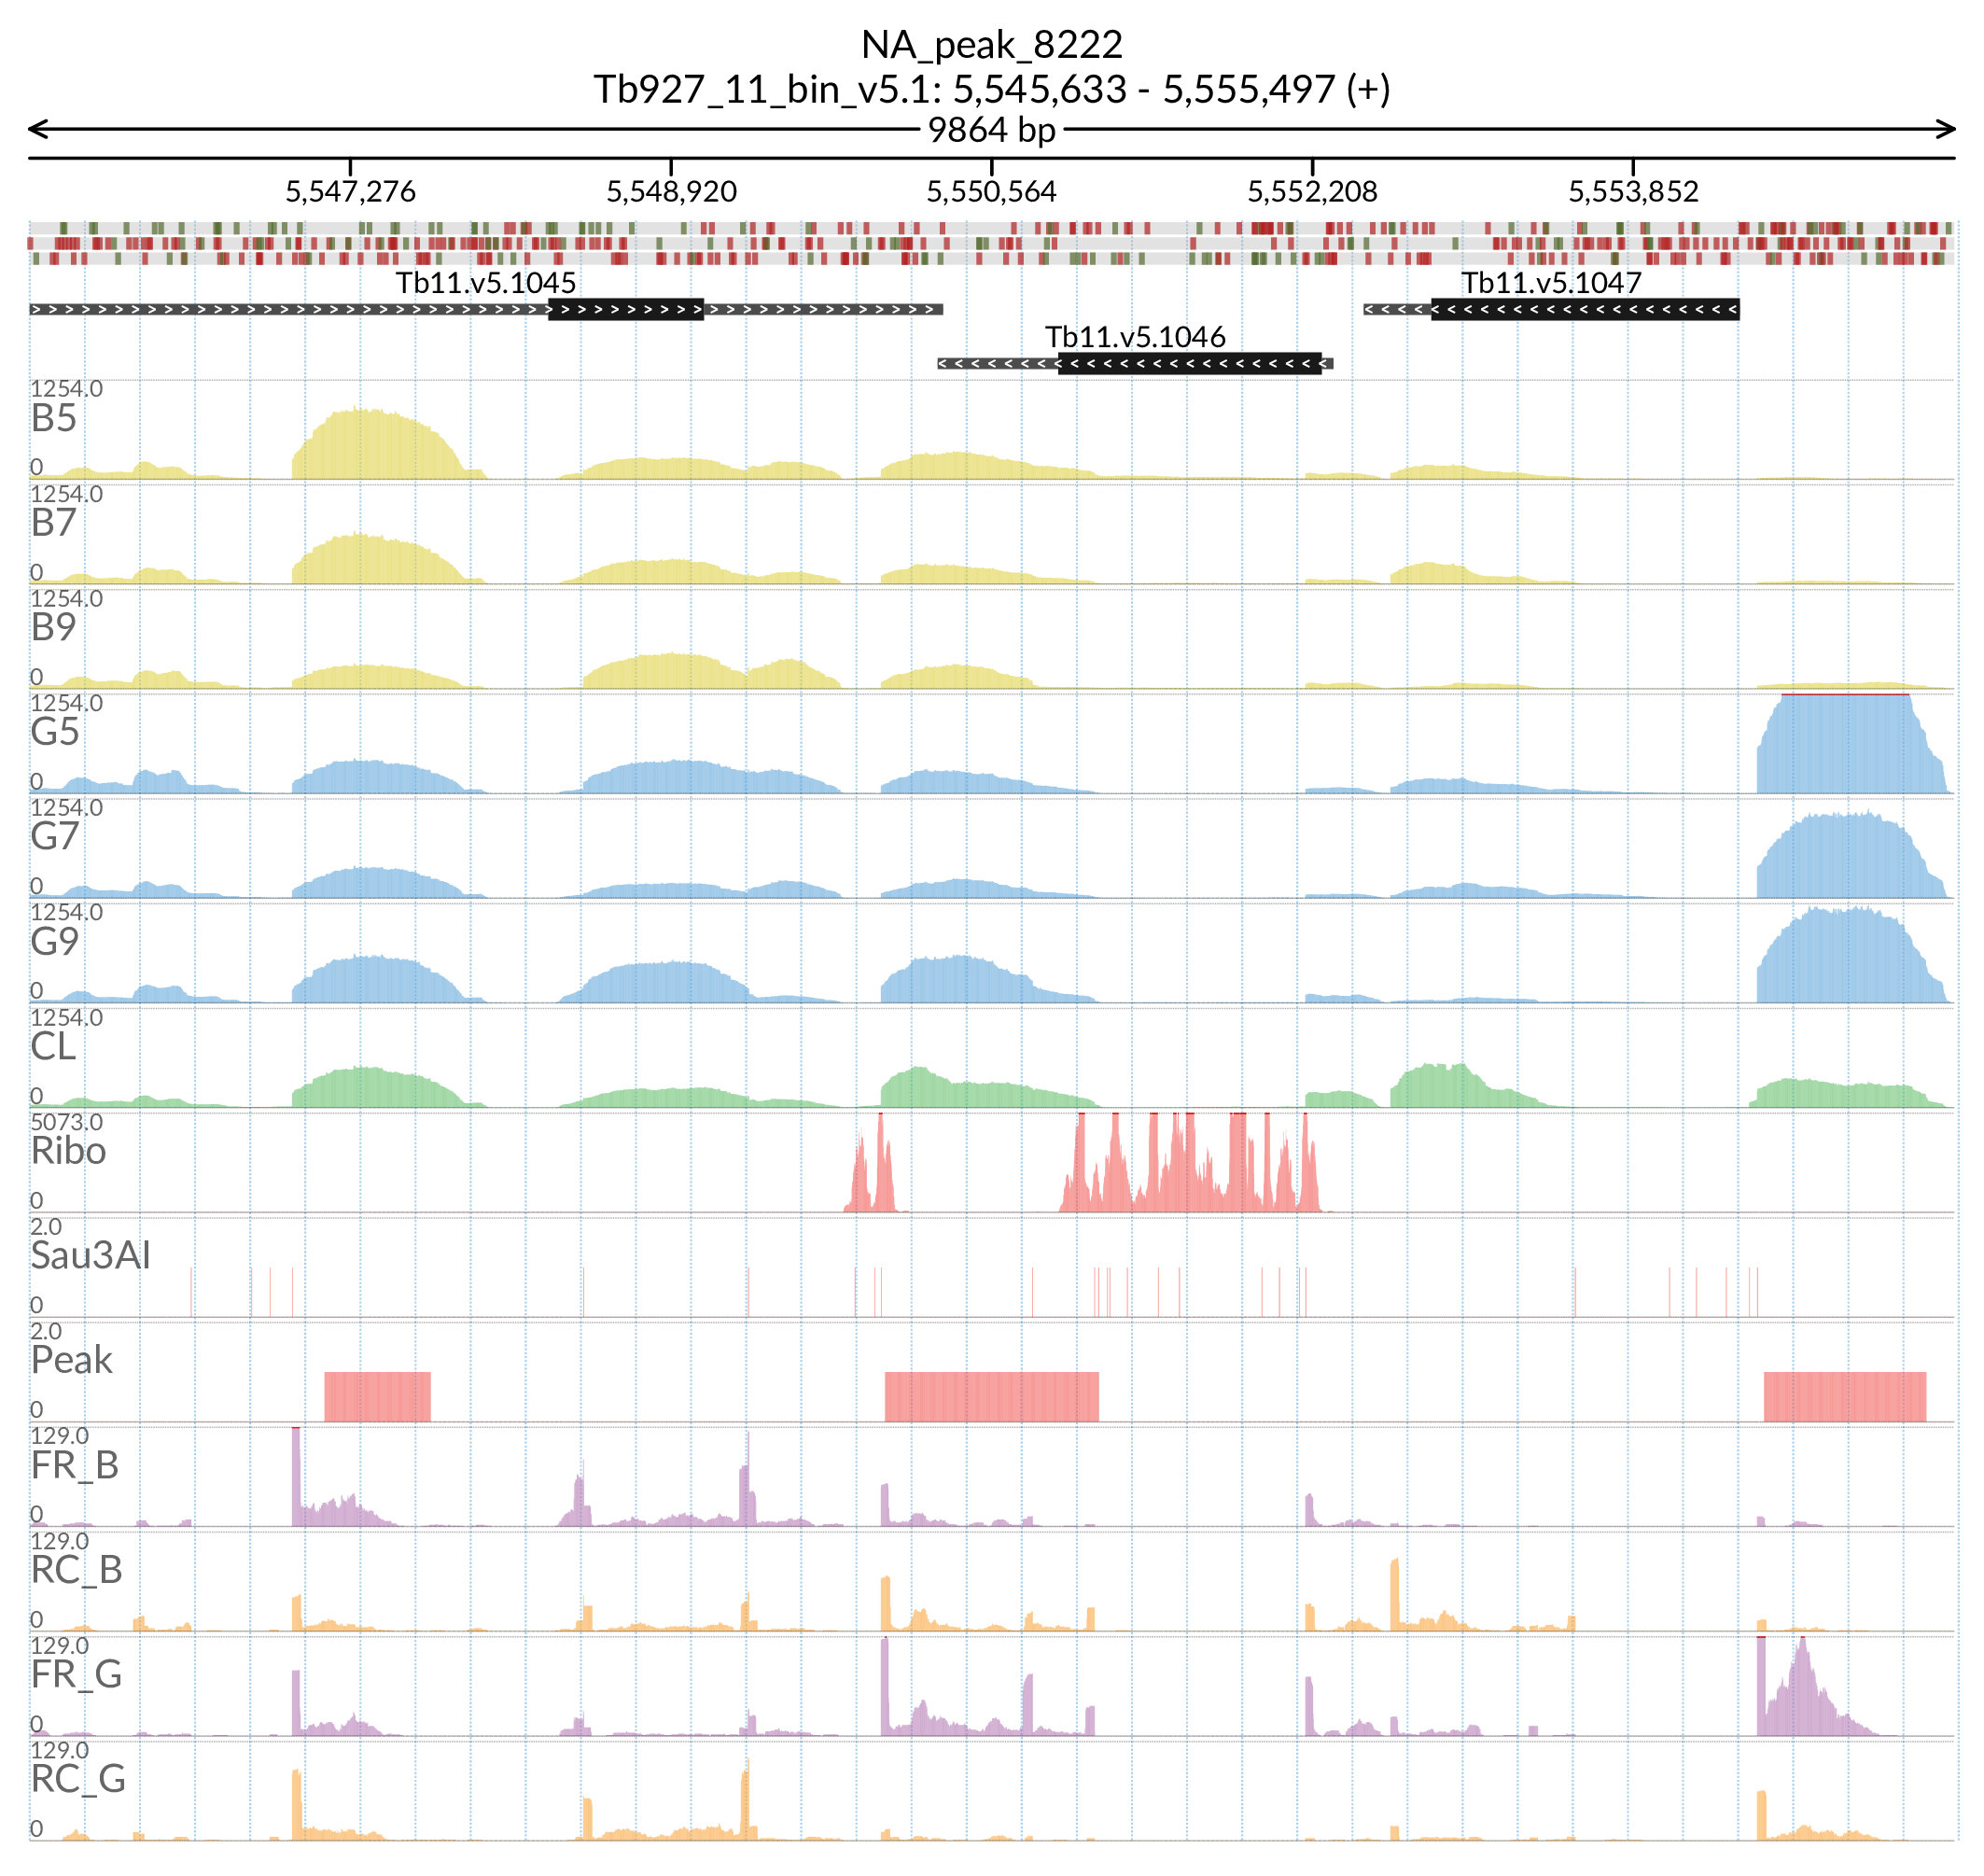 NA_peak_8222
Tb927_11_bin_v5.1: 5,545,633 - 5,555,497 (+)
9864 bp
5,547,276 5,548,920 5,550,564 5,552,208 5,553,852
Tb11.v5.1045 Tb11.v5.1047
Tb11.v5.1046
1254.0
B5
0
1254.0
B7
0
1254.0
B9
0
1254.0
G5
0
1254.0
G7
0
1254.0
G9
0
1254.0
CL
0
5073.0
Ribo
0
2.0
Sau3AI
0
2.0
Peak
0
129.0
FR_B
0
129.0
RC_B
0
129.0
FR_G
0
129.0
RC_G
0